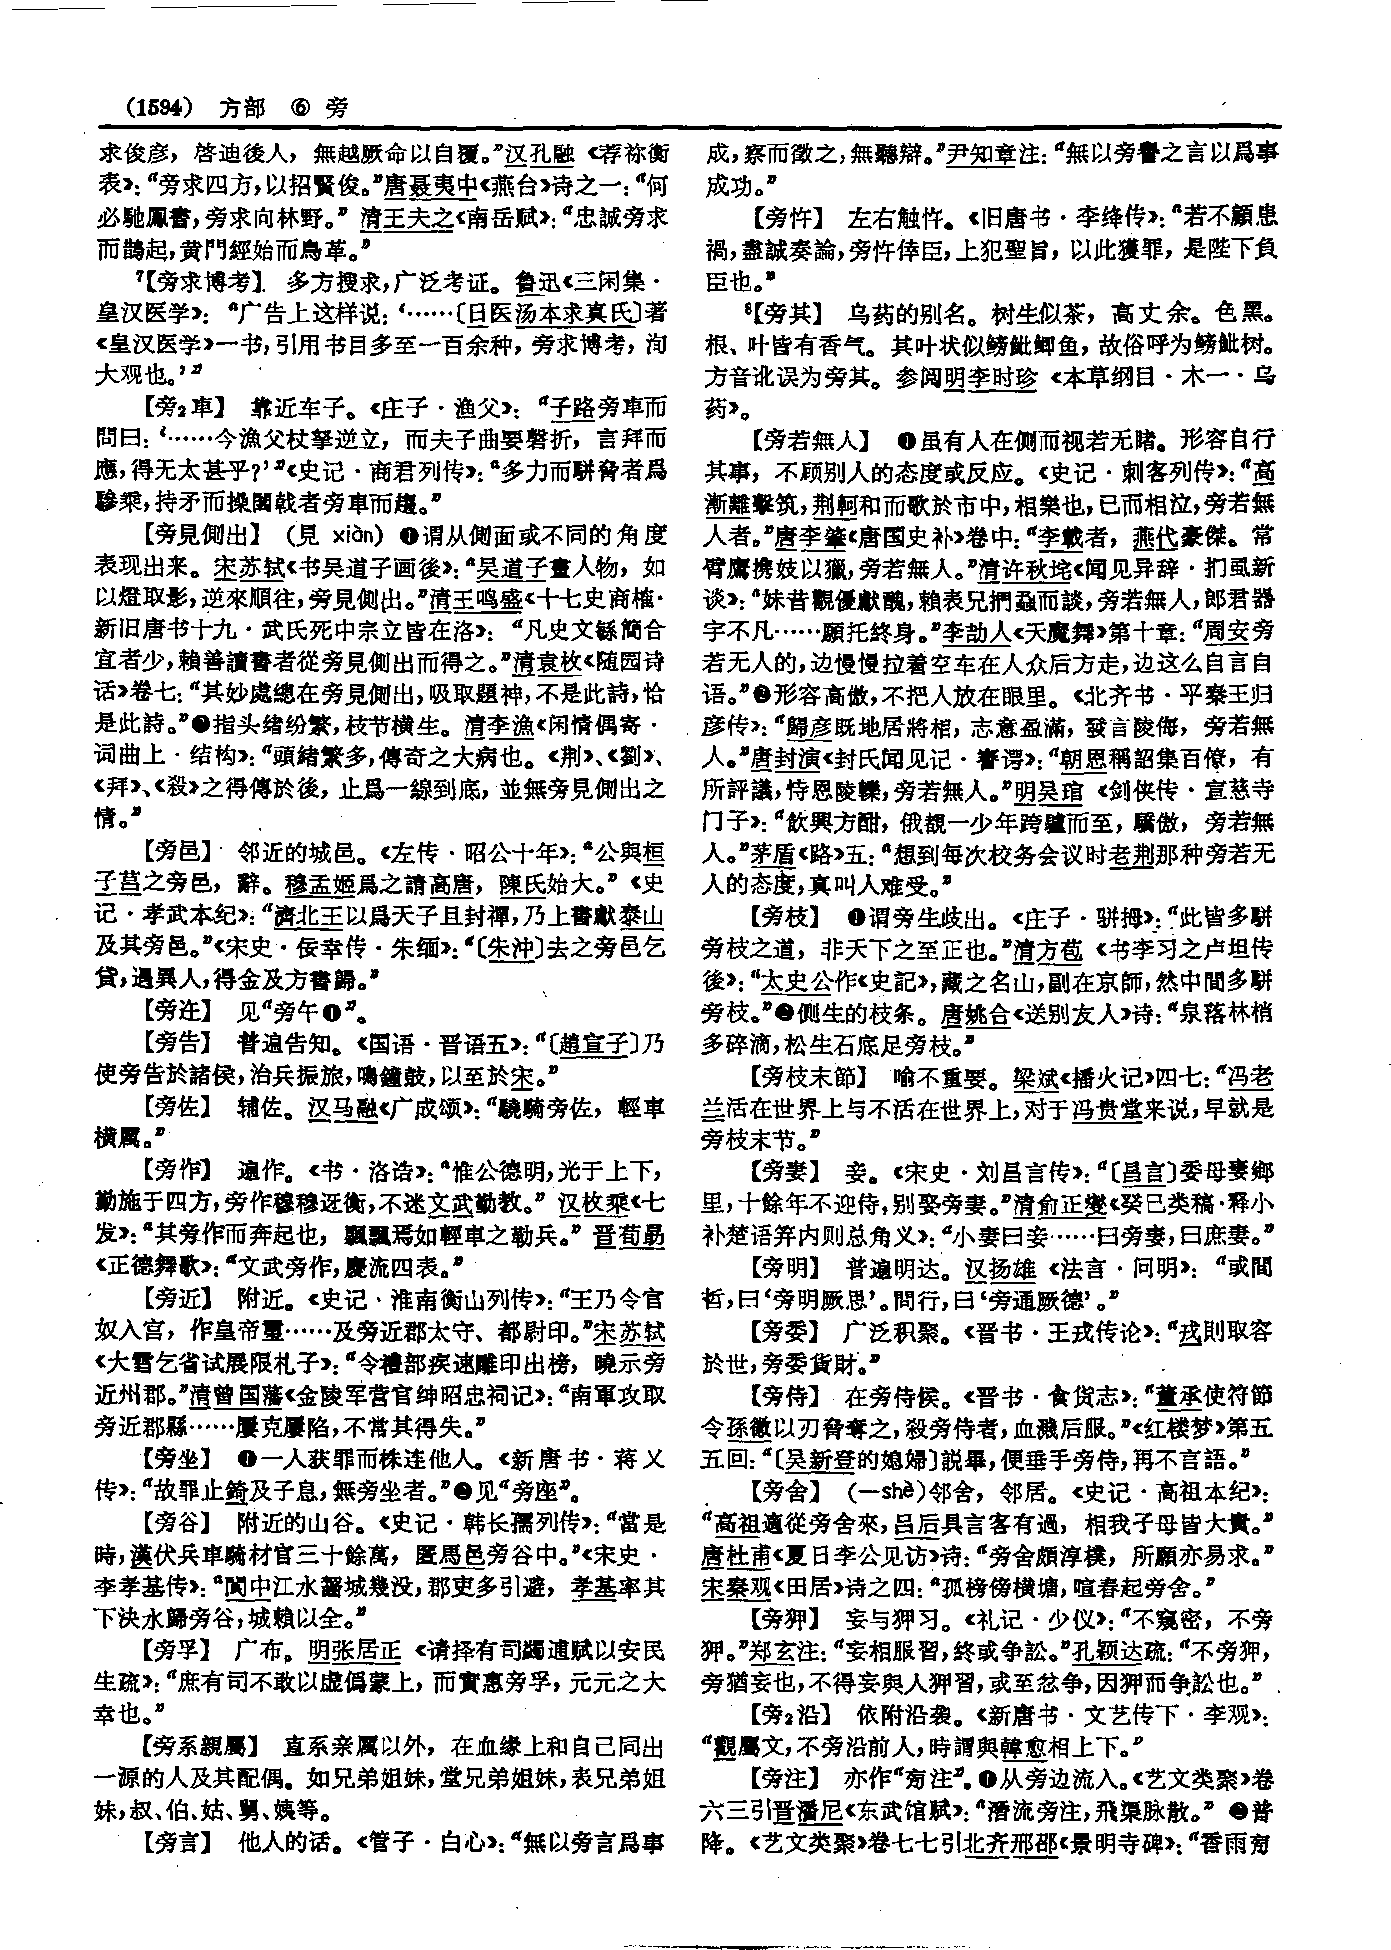 (1594) 方部 ⑥ 旁
求俊彦，啓迪後人，無越厥命以自覆。”汉孔融《荐祢衡
表》：“旁求四方，以招賢俊。”唐聂夷中《燕台》诗之一：“何
必馳鳳書，旁求向林野。” 清王夫之《南岳赋》：“忠誠旁求
而鵲起，黄門經始而鳥革。”
7【旁求博考】 多方搜求，广泛考证。鲁迅《三闲集·
皇汉医学》：“广告上这样说：‘……〔日医汤本求真氏〕著
《皇汉医学》一书，引用书目多至一百余种，旁求博考，洵
大观也。’”
【旁₂車】 靠近车子。《庄子·渔父》：“子路旁車而
問曰：‘……今漁父杖拏逆立，而夫子曲要磬折，言拜而
應，得无太甚乎？’”《史记·商君列传》：“多力而駢脅者爲
驂乘，持矛而操闟戟者旁車而趨。”
【旁見側出】 (見 xiàn) ❶谓从侧面或不同的角度
表现出来。宋苏轼《书吴道子画後》：“吴道子畫人物，如
以燈取影，逆來順往，旁見側出。”清王鸣盛《十七史商榷·
新旧唐书十九·武氏死中宗立皆在洛》：“凡史文緐簡合
宜者少，賴善讀書者從旁見側出而得之。”清袁枚《随园诗
话》卷七：“其妙處總在旁見側出，吸取題神，不是此詩，恰
是此詩。”❷指头绪纷繁，枝节横生。清李渔《闲情偶寄·
词曲上·结构》：“頭緒繁多，傳奇之大病也。《荆》、《劉》、
《拜》、《殺》之得傳於後，止爲一線到底，並無旁見側出之
情。”
【旁邑】 邻近的城邑。《左传·昭公十年》：“公與桓
子莒之旁邑，辭。穆孟姬爲之請高唐，陳氏始大。”《史
记·孝武本纪》：“濟北王以爲天子且封禪，乃上書獻泰山
及其旁邑。”《宋史·佞幸传·朱缅》：“〔朱沖〕去之旁邑乞
貸，遇異人，得金及方書歸。”
【旁迕】 见“旁午❶”。
【旁告】 普遍告知。《国语·晋语五》：“〔趙宣子〕乃
使旁告於諸侯，治兵振旅，鳴鐘鼓，以至於宋。”
【旁佐】 辅佐。汉马融《广成颂》：“驍騎旁佐，輕車
横厲。”
【旁作】 遍作。《书·洛诰》：“惟公德明，光于上下，
勤施于四方，旁作穆穆迓衡，不迷文武勤教。” 汉枚乘《七
发》：“其旁作而奔起也，飄飄焉如輕車之勒兵。” 晋荀勗
《正德舞歌》：“文武旁作，慶流四表。”
【旁近】 附近。《史记·淮南衡山列传》：“王乃令官
奴入宫，作皇帝璽……及旁近郡太守、都尉印。”宋苏轼
《大雪乞省试展限札子》：“令禮部疾速雕印出榜，曉示旁
近州郡。”清曾国藩《金陵军营官绅昭忠祠记》：“南軍攻取
旁近郡縣……屢克屢陷，不常其得失。”
【旁坐】 ❶一人获罪而株连他人。《新唐书·蒋乂
传》：“故罪止錡及子息，無旁坐者。”❷见“旁座”。
【旁谷】 附近的山谷。《史记·韩长孺列传》：“當是
時，漢伏兵車騎材官三十餘萬，匿馬邑旁谷中。”《宋史·
李孝基传》：“閬中江水齧城幾没，郡吏多引避，孝基率其
下決水歸旁谷，城賴以全。”
【旁孚】 广布。明张居正《请择有司蠲逋赋以安民
生疏》：“庶有司不敢以虚僞蒙上，而實惠旁孚，元元之大
幸也。”
【旁系親屬】 直系亲属以外，在血缘上和自己同出
一源的人及其配偶。如兄弟姐妹，堂兄弟姐妹，表兄弟姐
妹，叔、伯、姑、舅、姨等。
【旁言】 他人的话。《管子·白心》：“無以旁言爲事
成，察而徵之，無聽辯。”尹知章注：“無以旁譽之言以爲事
成功。”
【旁忤】 左右触忤。《旧唐书·李绛传》：“若不顧患
禍，盡誠奏論，旁忤倖臣，上犯聖旨，以此獲罪，是陛下負
臣也。”
8【旁其】 乌药的别名。树生似茶，高丈余。色黑。
根、叶皆有香气。其叶状似鳑魮鲫鱼，故俗呼为鳑魮树。
方音讹误为旁其。参阅明李时珍《本草纲目·木一·乌
药》。
【旁若無人】 ❶虽有人在侧而视若无睹。形容自行
其事，不顾别人的态度或反应。《史记·刺客列传》：“高
漸離擊筑，荆軻和而歌於市中，相樂也，已而相泣，旁若無
人者。”唐李肇《唐国史补》卷中：“李載者，燕代豪傑。常
臂鷹携妓以獵，旁若無人。”清许秋垞《闻见异辞·扪虱新
谈》：“妹昔觀優獻醜，賴表兄捫蝨而談，旁若無人，郎君器
宇不凡……願托終身。”李劼人《天魔舞》第十章：“周安旁
若无人的，边慢慢拉着空车在人众后方走，边这么自言自
语。”❷形容高傲，不把人放在眼里。《北齐书·平秦王归
彦传》：“歸彦既地居將相，志意盈滿，發言陵侮，旁若無
人。”唐封演《封氏闻见记·謇谔》：“朝恩稱詔集百僚，有
所評議，恃恩陵轢，旁若無人。”明吴琯《剑侠传·宣慈寺
门子》：“飲興方酣，俄覩一少年跨驢而至，驕傲，旁若無
人。”茅盾《路》五：“想到每次校务会议时老荆那种旁若无
人的态度，真叫人难受。”
【旁枝】 ❶谓旁生歧出。《庄子·骈拇》：“此皆多駢
旁枝之道，非天下之至正也。”清方苞《书李习之卢坦传
後》：“太史公作《史記》，藏之名山，副在京師，然中間多駢
旁枝。”❷侧生的枝条。唐姚合《送别友人》诗：“泉落林梢
多碎滴，松生石底足旁枝。”
【旁枝末節】 喻不重要。梁斌《播火记》四七：“冯老
兰活在世界上与不活在世界上，对于冯贵堂来说，早就是
旁枝末节。”
【旁妻】 妾。《宋史·刘昌言传》：“〔昌言〕委母妻鄉
里，十餘年不迎侍，别娶旁妻。”清俞正燮《癸巳类稿·释小
补楚语笄内则总角义》：“小妻曰妾……曰旁妻，曰庶妻。”
【旁明】 普遍明达。汉扬雄《法言·问明》：“或問
哲，曰‘旁明厥思’。問行，曰‘旁通厥德’。”
【旁委】 广泛积聚。《晋书·王戎传论》：“戎則取容
於世，旁委貨財。”
【旁侍】 在旁侍候。《晋书·食货志》：“董承使符節
令孫徽以刃脅奪之，殺旁侍者，血濺后服。”《红楼梦》第五
五回：“〔吴新登的媳婦〕説畢，便垂手旁侍，再不言語。”
【旁舍】 (—shè)邻舍，邻居。《史记·高祖本纪》：
“高祖適從旁舍來，吕后具言客有過，相我子母皆大貴。”
唐杜甫《夏日李公见访》诗：“旁舍頗淳樸，所願亦易求。”
宋秦观《田居》诗之四：“孤榜傍横塘，喧舂起旁舍。”
【旁狎】 妄与狎习。《礼记·少仪》：“不窺密，不旁
狎。”郑玄注：“妄相服習，終或争訟。”孔颖达疏：“不旁狎，
旁猶妄也，不得妄與人狎習，或至忿争，因狎而争訟也。”
【旁₂沿】 依附沿袭。《新唐书·文艺传下·李观》：
“觀屬文，不旁沿前人，時謂與韓愈相上下。”
【旁注】 亦作“㫄注”。❶从旁边流入。《艺文类聚》卷
六三引晋潘尼《东武馆赋》：“潛流旁注，飛渠脉散。” ❷普
降。《艺文类聚》卷七七引北齐邢邵《景明寺碑》：“香雨㫄